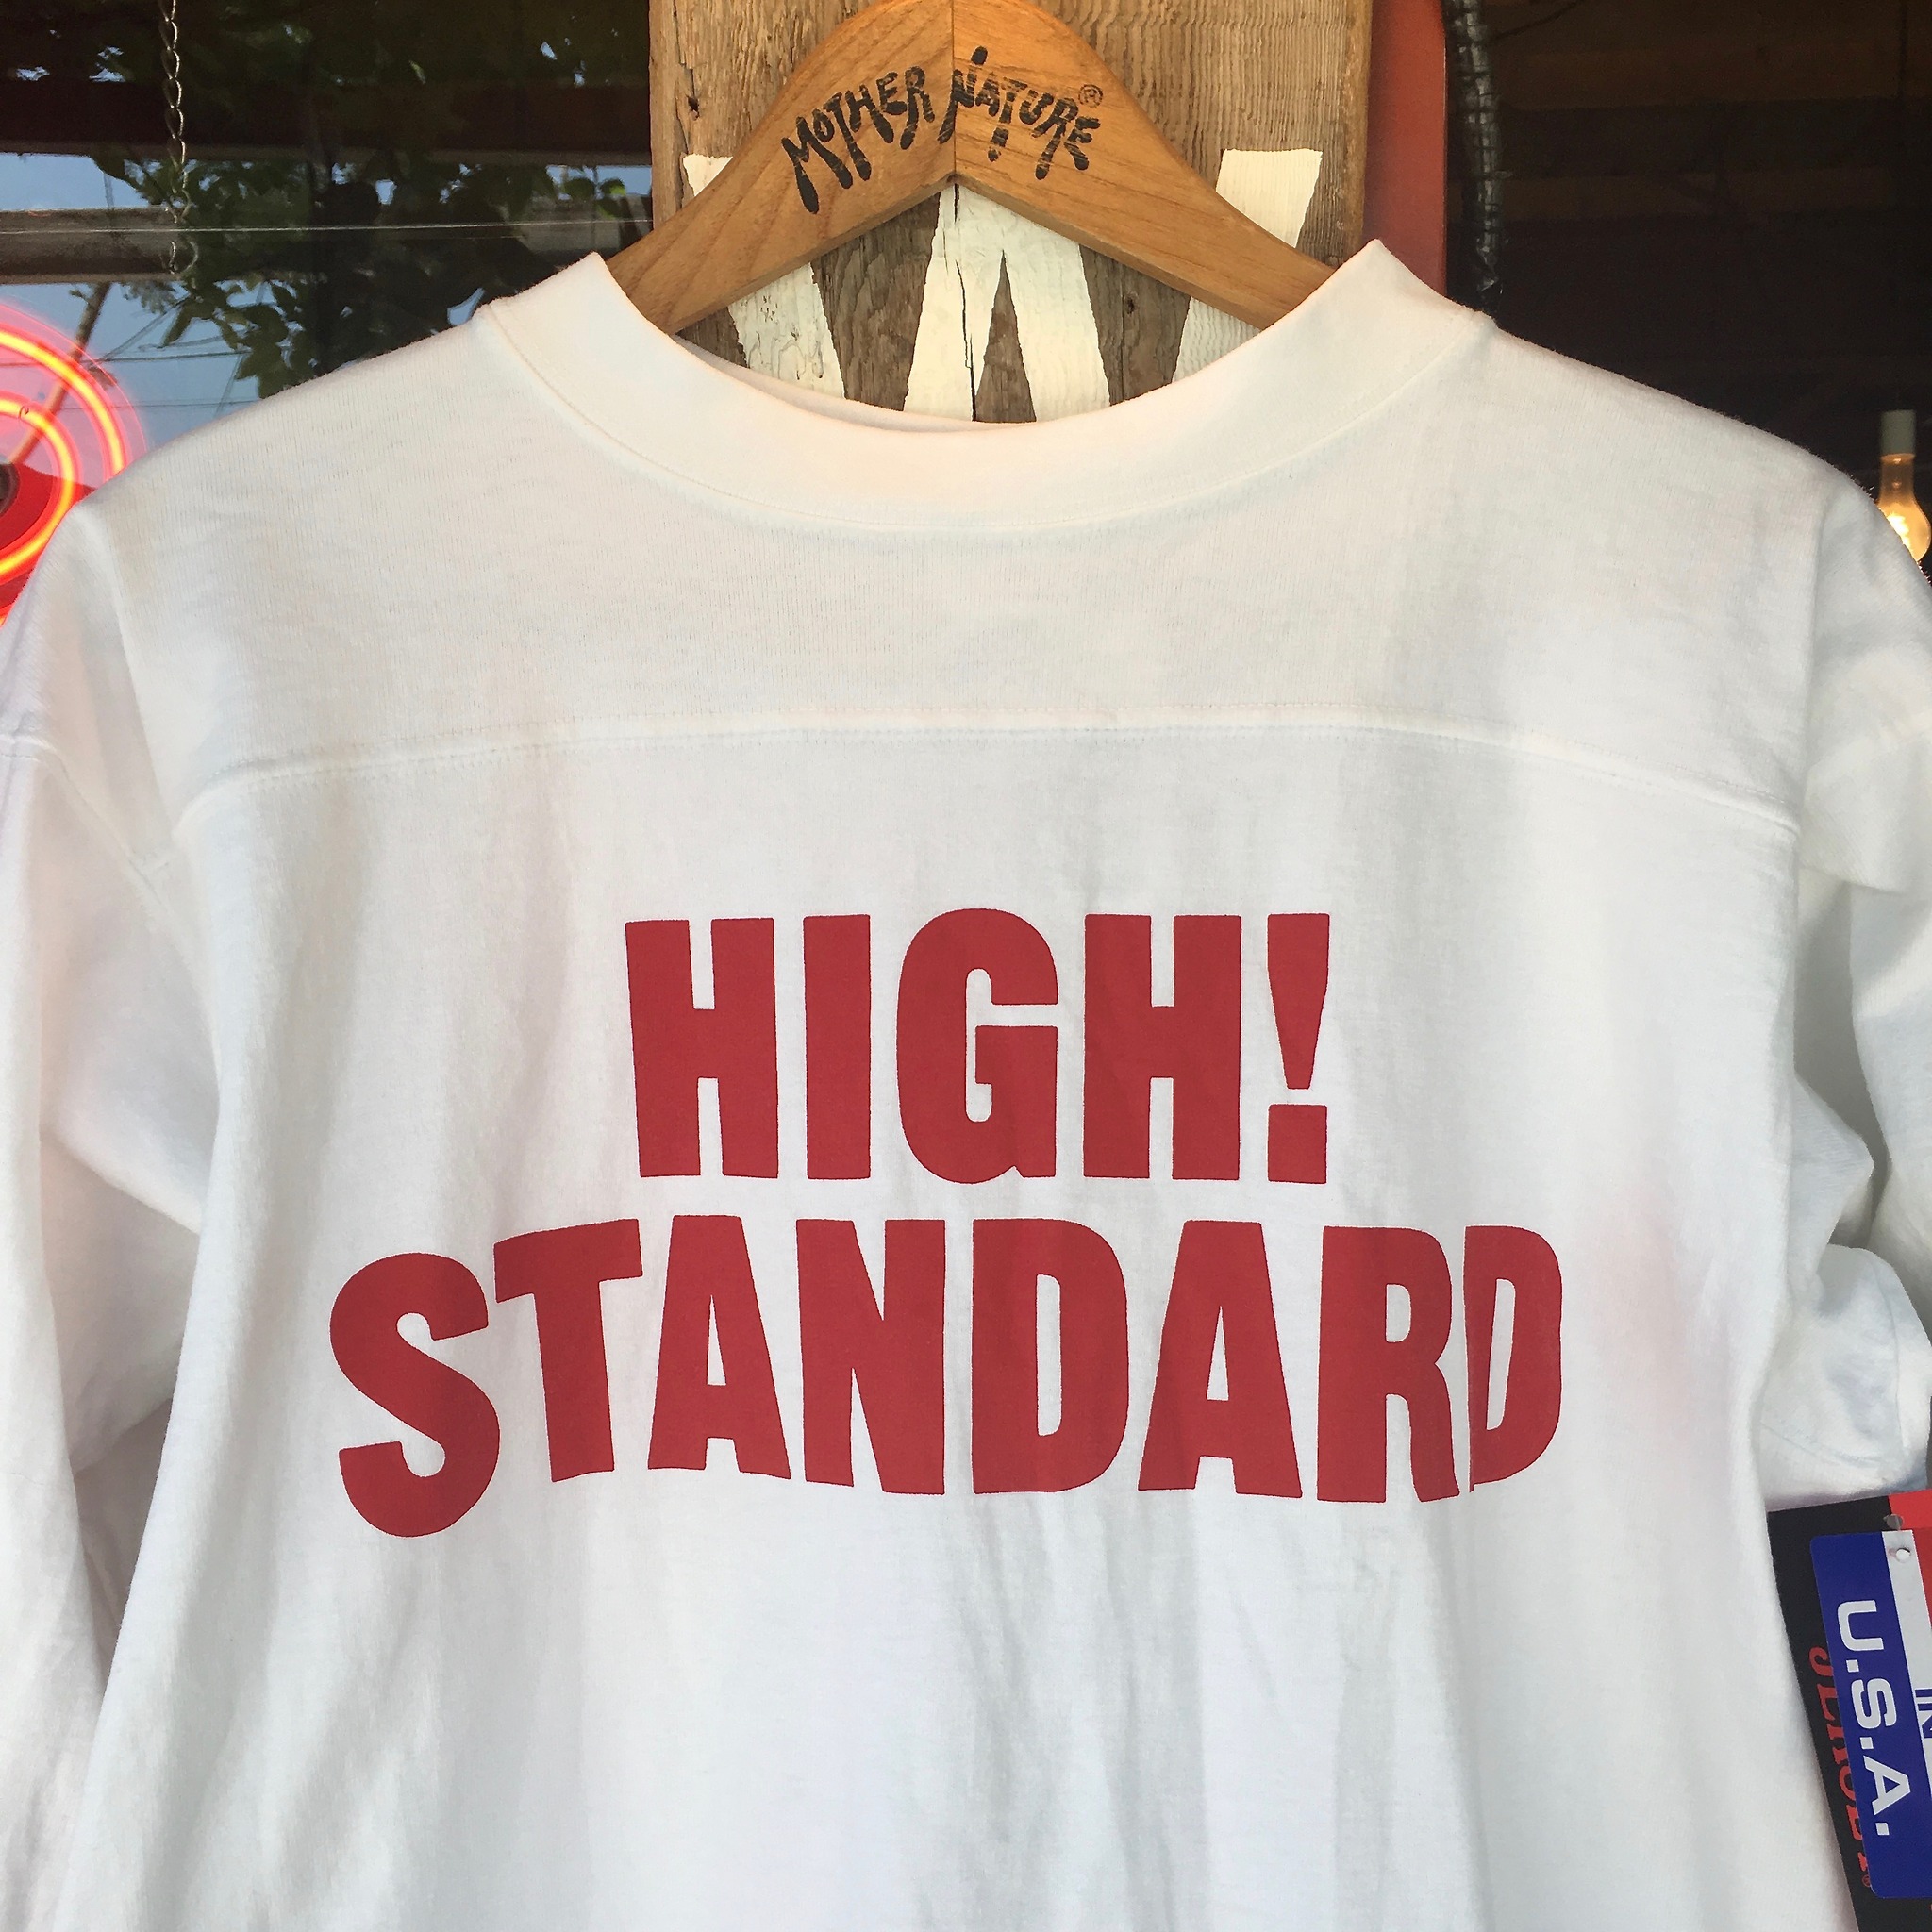 MOTHER NATURE®
HIGH!
STANDARD
U.S.A.